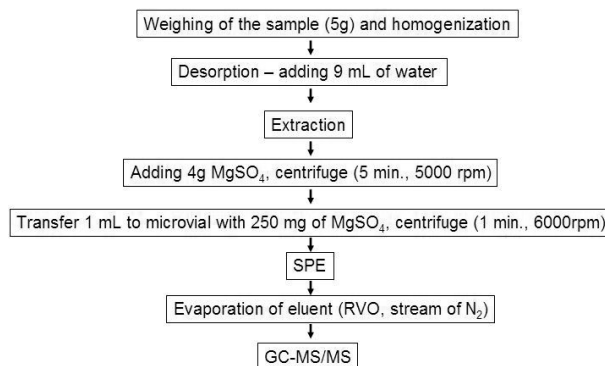 Weighing of the sample (5g) and homogenization
Desorption – adding 9 mL of water
Extraction
Adding 4g MgSO₄, centrifuge (5 min., 5000 rpm)
Transfer 1 mL to microvial with 250 mg of MgSO₄, centrifuge (1 min., 6000rpm)
SPE
Evaporation of eluent (RVO, stream of N₂)
GC-MS/MS